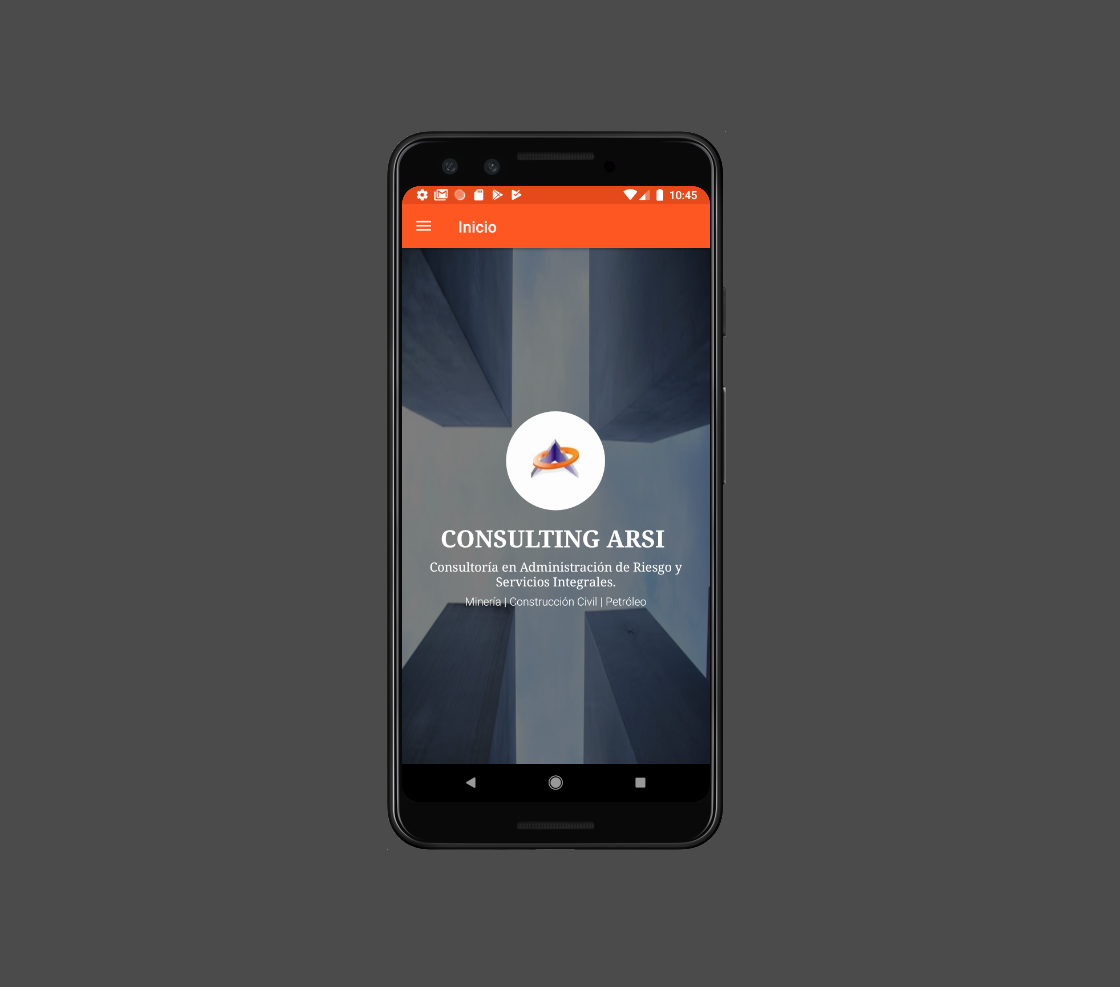 10:45
Inicio
CONSULTING ARSI
Consultoría en Administración de Riesgo y
Servicios Integrales.
Minería | Construcción Civil | Petróleo